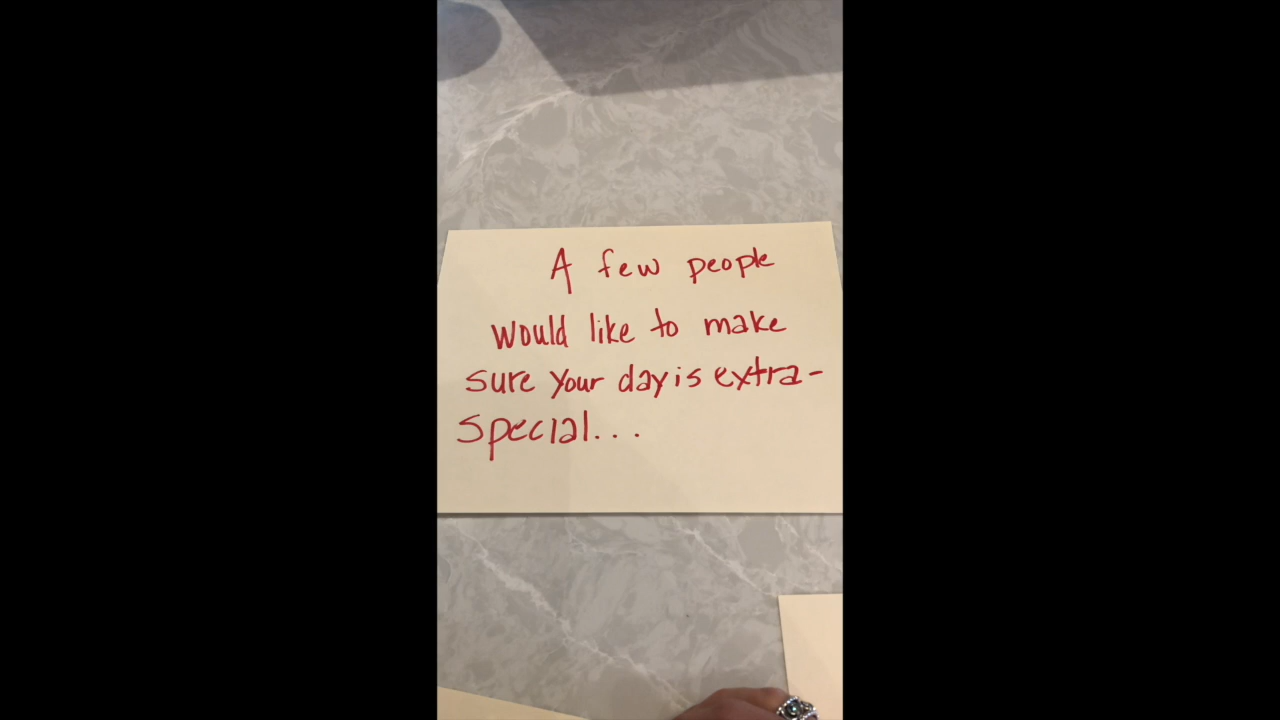 A few people
would like to make
sure your day is extra-
special...